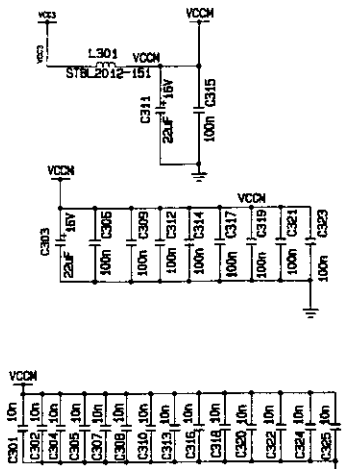 VCC3
VCCM
VCC3
L301
VCCM
STBL2012-151
C311
16V
22uF
C315
100n
VCCM
VCCM
C303
16V
22uF
C306
100n
C309
100n
C312
100n
C314
100n
C317
100n
C319
100n
C321
100n
C323
100n
VCCM
10n 10n 10n 10n 10n 10n 10n 10n 10n 10n 10n 10n 10n 10n
C301 C302 C304 C305 C307 C308 C310 C313 C316 C318 C320 C322 C324 C325